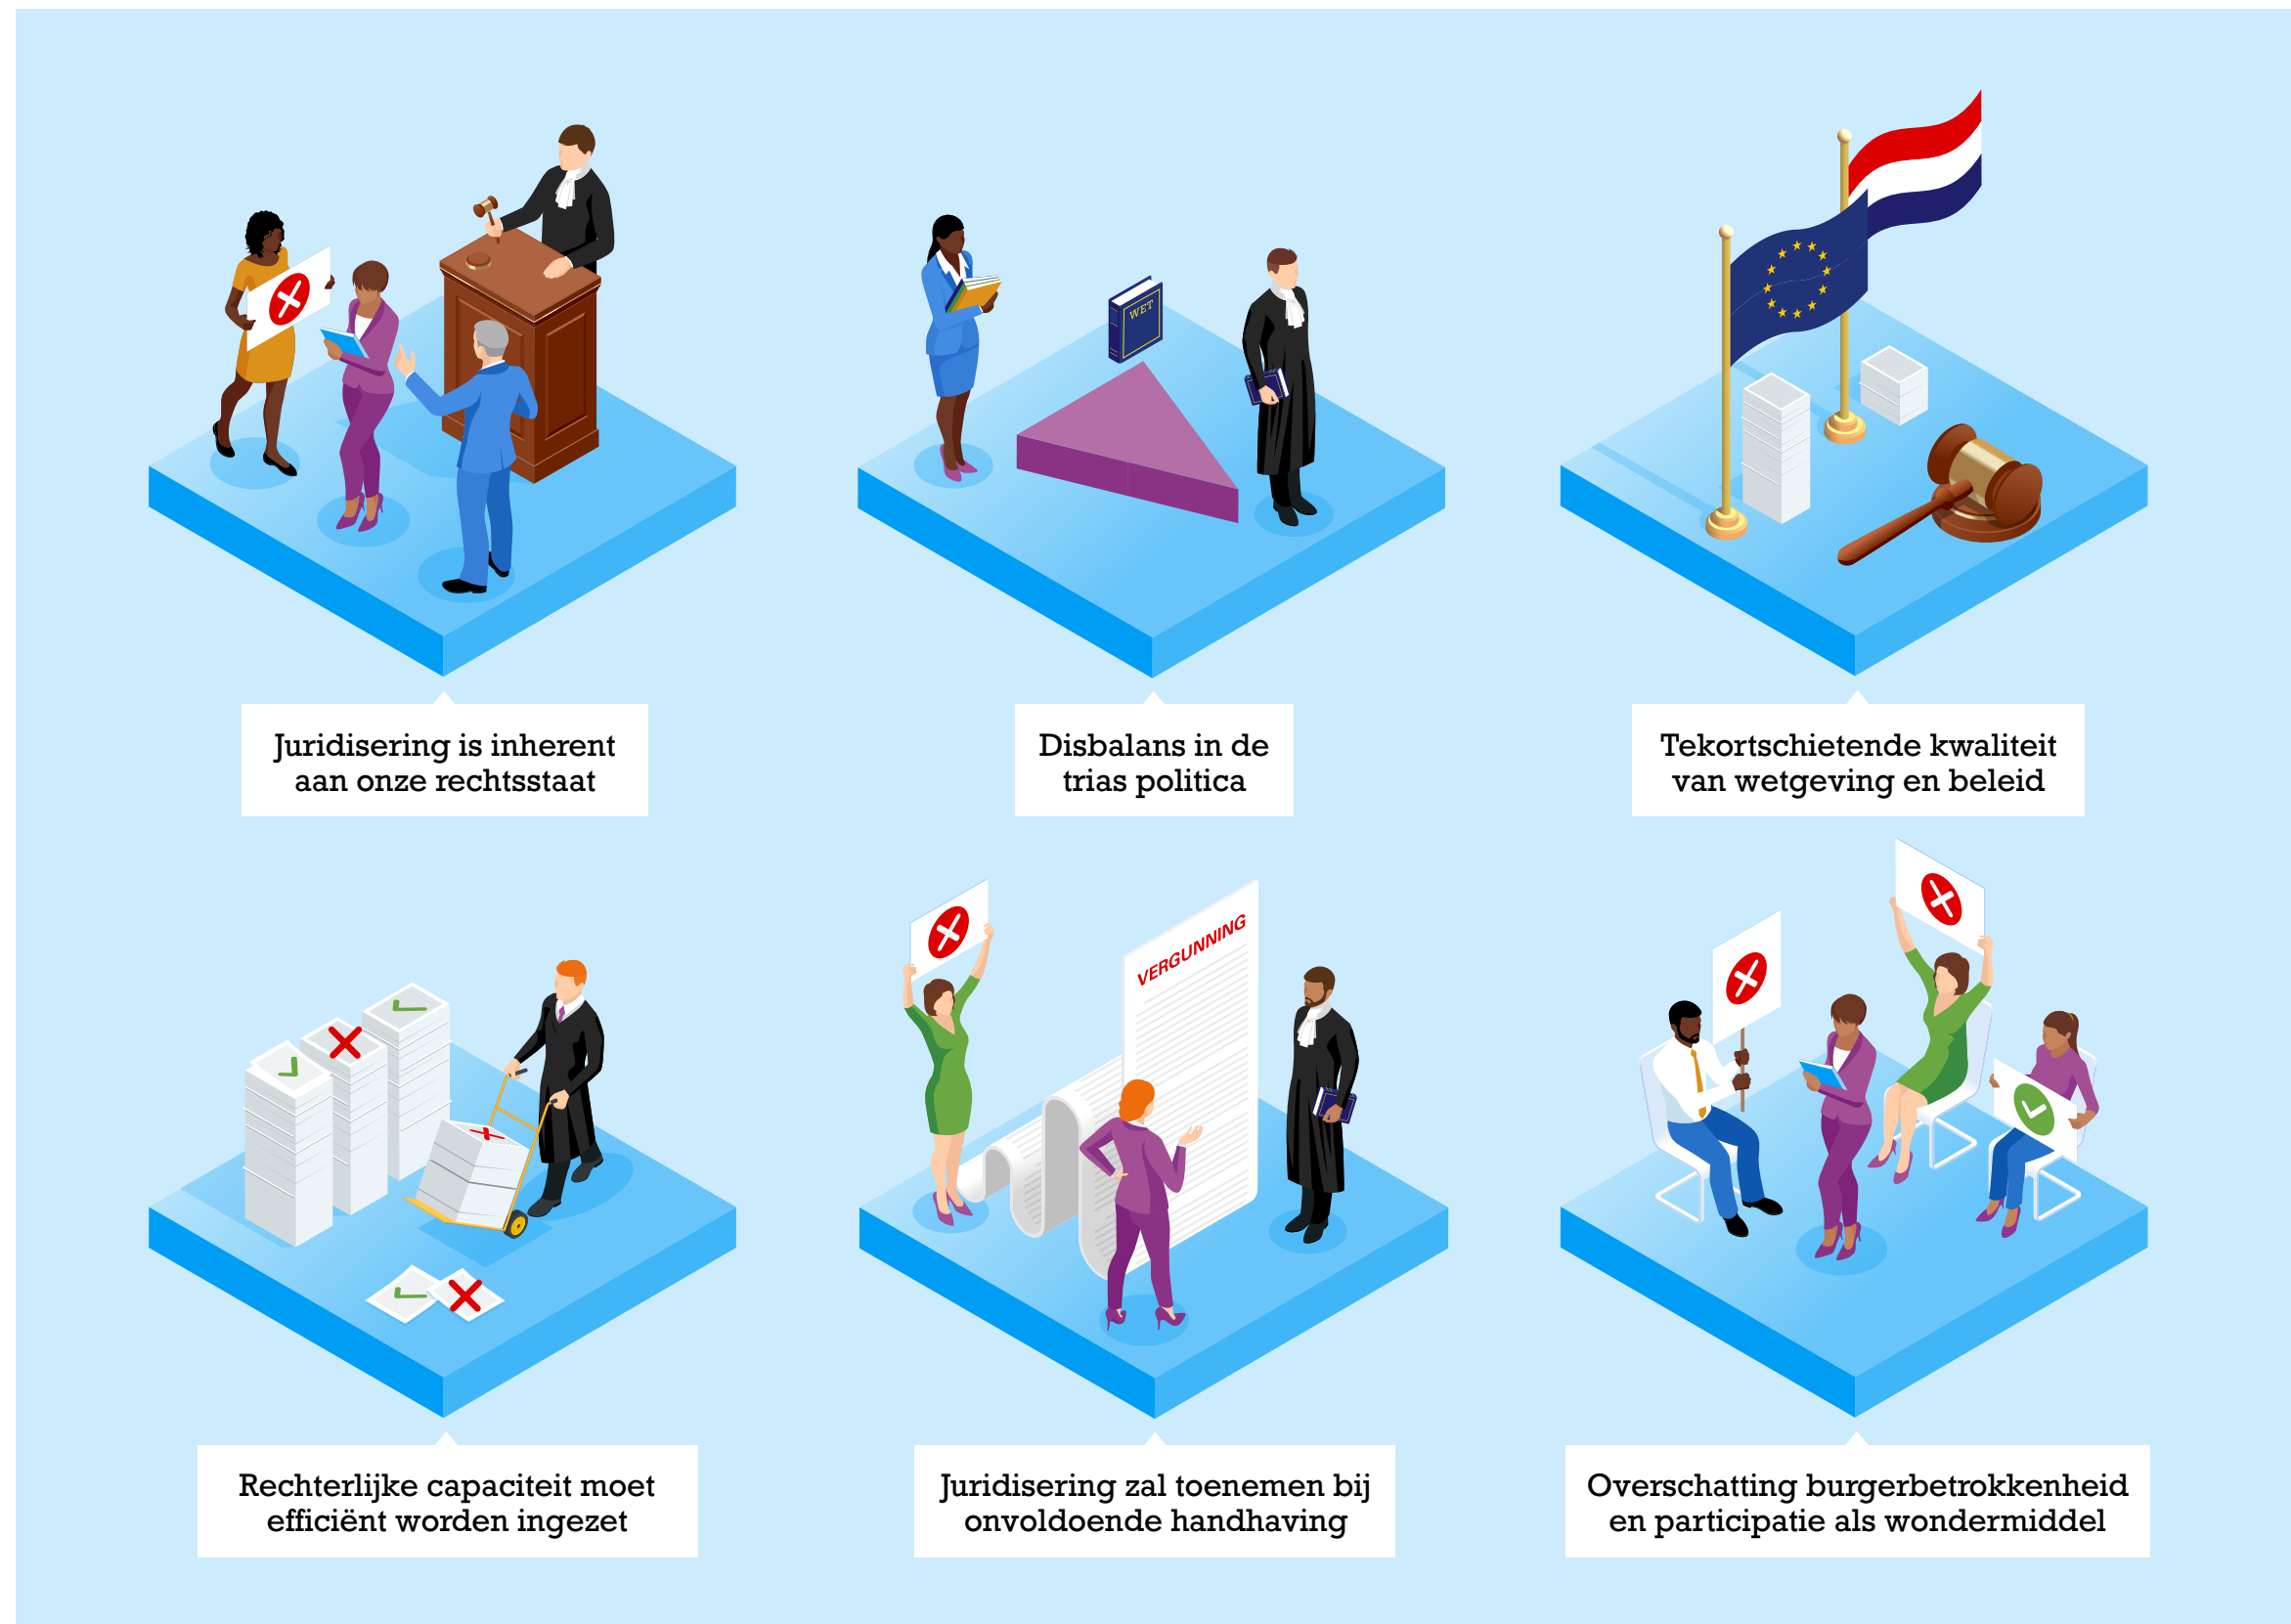 WET
Juridisering is inherent
aan onze rechtsstaat
Disbalans in de
trias politica
Tekortschietende kwaliteit
van wetgeving en beleid
VERGUNNING
Rechterlijke capaciteit moet
efficiënt worden ingezet
Juridisering zal toenemen bij
onvoldoende handhaving
Overschatting burgerbetrokkenheid
en participatie als wondermiddel